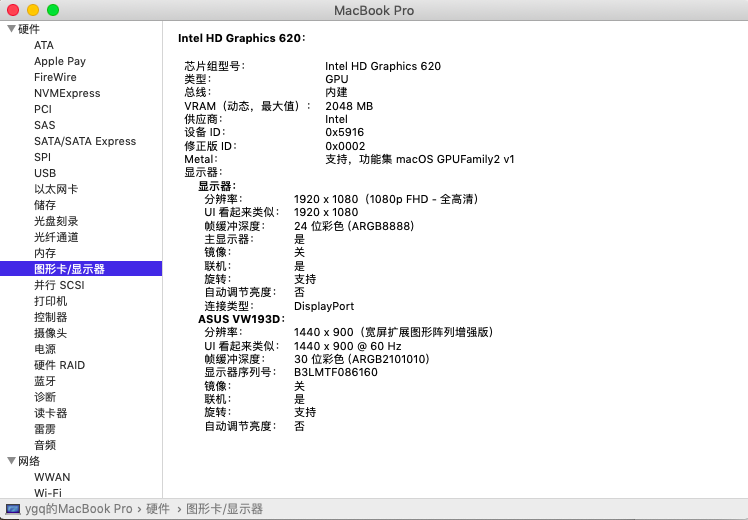 MacBook Pro
硬件
ATA
Apple Pay
FireWire
NVMExpress
PCI
SAS
SATA/SATA Express
SPI
USB
以太网卡
储存
光盘刻录
光纤通道
内存
图形卡/显示器
并行 SCSI
打印机
控制器
摄像头
电源
硬件 RAID
蓝牙
诊断
读卡器
雷雳
音频
网络
WWAN
Wi-Fi
Intel HD Graphics 620：
芯片组型号： Intel HD Graphics 620
类型： GPU
总线： 内建
VRAM（动态，最大值）： 2048 MB
供应商： Intel
设备 ID： 0x5916
修正版 ID： 0x0002
Metal： 支持，功能集 macOS GPUFamily2 v1
显示器：
显示器：
分辨率： 1920 x 1080（1080p FHD - 全高清）
UI 看起来类似： 1920 x 1080
帧缓冲深度： 24 位彩色 (ARGB8888)
主显示器： 是
镜像： 关
联机： 是
旋转： 支持
自动调节亮度： 否
连接类型： DisplayPort
ASUS VW193D：
分辨率： 1440 x 900（宽屏扩展图形阵列增强版）
UI 看起来类似： 1440 x 900 @ 60 Hz
帧缓冲深度： 30 位彩色 (ARGB2101010)
显示器序列号： B3LMTF086160
镜像： 关
联机： 是
旋转： 支持
自动调节亮度： 否
ygq的MacBook Pro › 硬件 › 图形卡/显示器